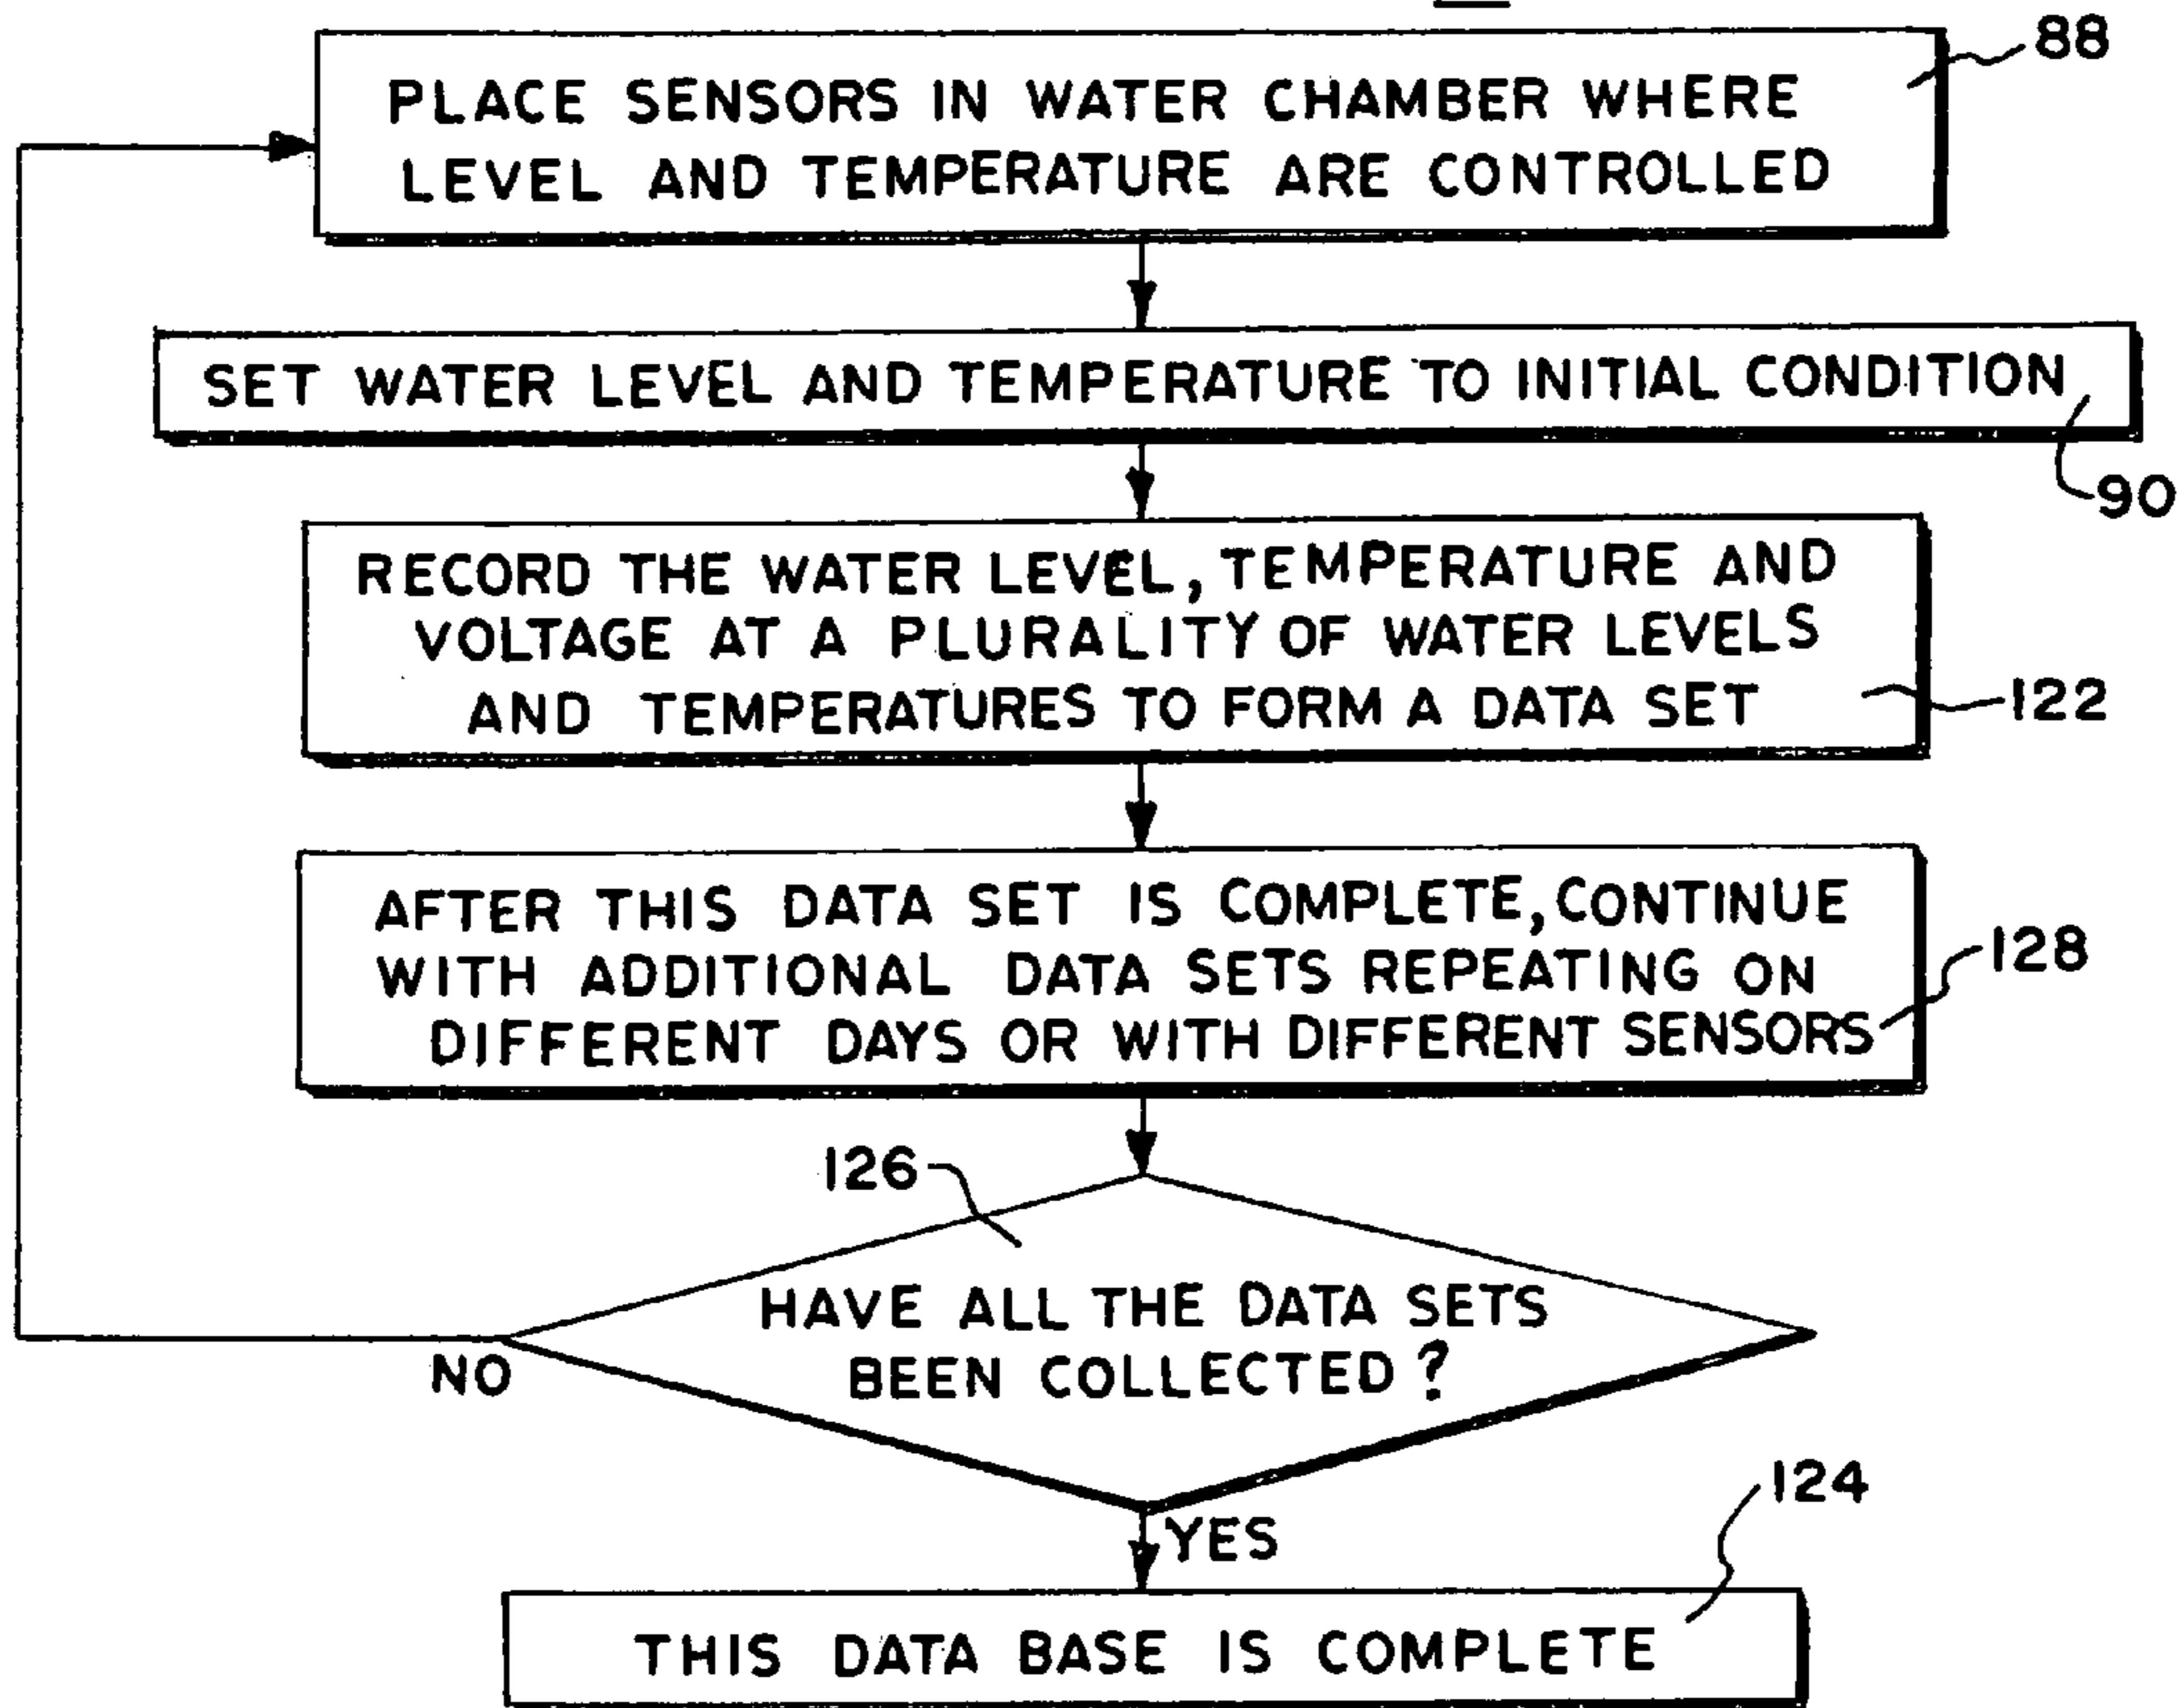 88
PLACE SENSORS IN WATER CHAMBER WHERE
LEVEL AND TEMPERATURE ARE CONTROLLED
SET WATER LEVEL AND TEMPERATURE TO INITIAL CONDITION
90
RECORD THE WATER LEVEL, TEMPERATURE AND
VOLTAGE AT A PLURALITY OF WATER LEVELS
AND TEMPERATURES TO FORM A DATA SET
122
AFTER THIS DATA SET IS COMPLETE, CONTINUE
WITH ADDITIONAL DATA SETS REPEATING ON
DIFFERENT DAYS OR WITH DIFFERENT SENSORS
128
126
HAVE ALL THE DATA SETS
BEEN COLLECTED ?
NO
YES
124
THIS DATA BASE IS COMPLETE